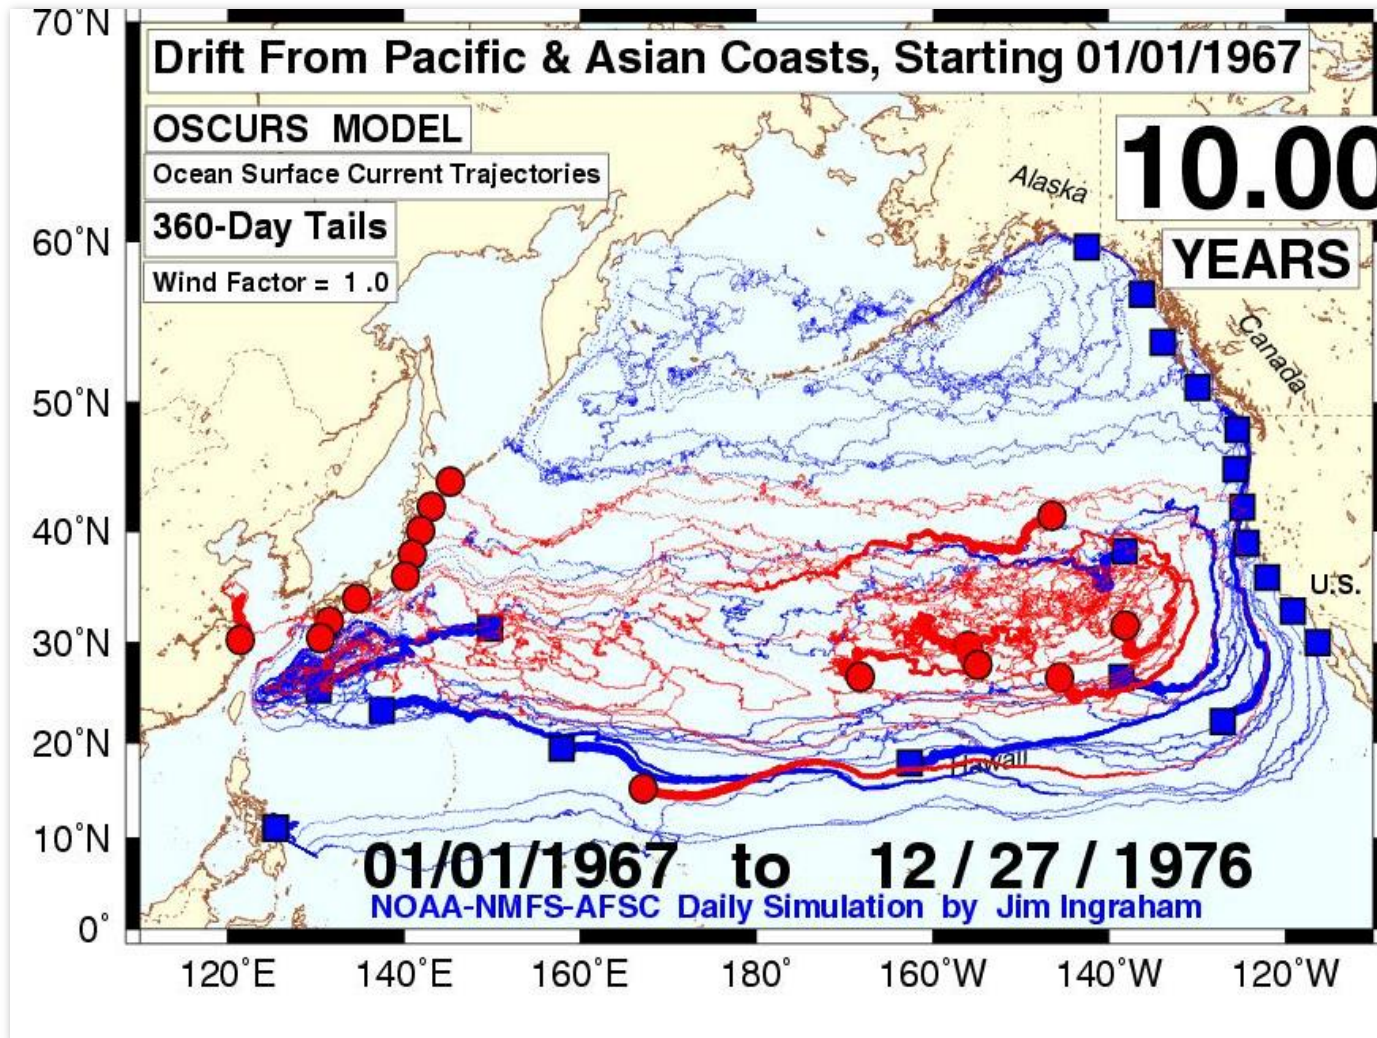 70°N
Drift From Pacific & Asian Coasts, Starting 01/01/1967
OSCURS MODEL
Ocean Surface Current Trajectories
360-Day Tails
Wind Factor = 1.0
Alaska
10.00
YEARS
60°N
Canada
50°N
40°N
U.S.
30°N
20°N
Hawaii
10°N
01/01/1967 to 12 / 27 / 1976
NOAA-NMFS-AFSC Daily Simulation by Jim Ingraham
0°
120°E 140°E 160°E 180° 160°W 140°W 120°W